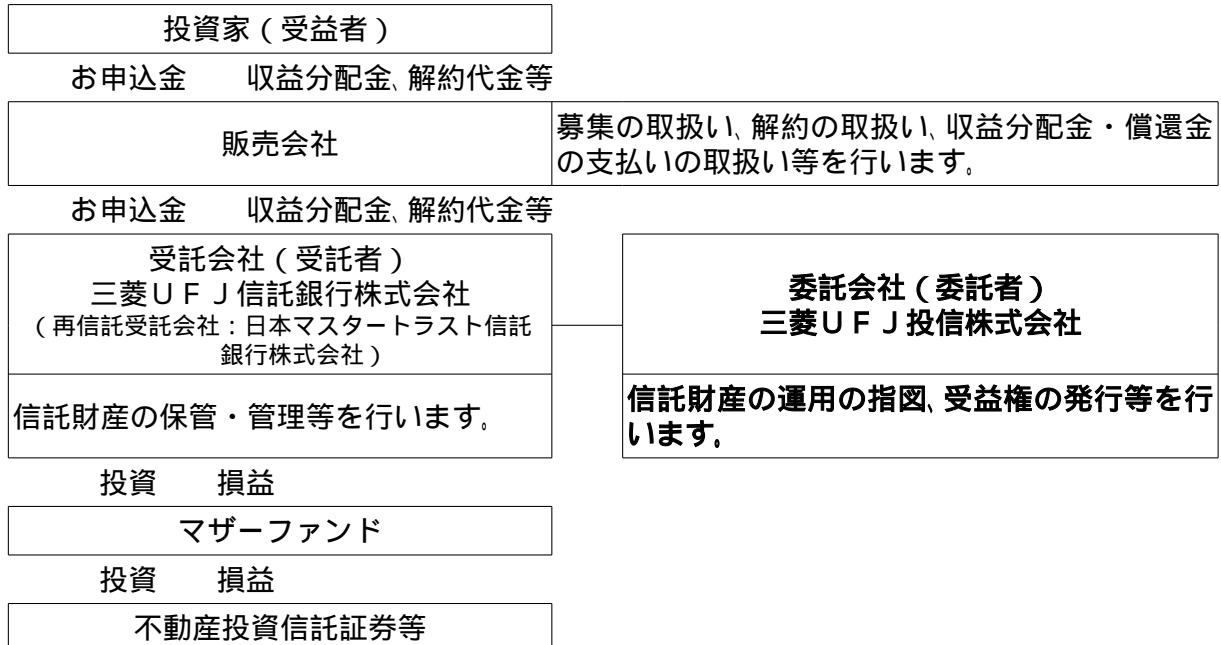 投資家（受益者）
お申込金　　収益分配金、解約代金等
販売会社
募集の取扱い、解約の取扱い、収益分配金・償還金
の支払いの取扱い等を行います。
お申込金　　収益分配金、解約代金等
受託会社（受託者）
三菱ＵＦＪ信託銀行株式会社
（再信託受託会社：日本マスタートラスト信託
銀行株式会社）
委託会社（委託者）
三菱ＵＦＪ投信株式会社
信託財産の保管・管理等を行います。
信託財産の運用の指図、受益権の発行等を行
います。
投資　　損益
マザーファンド
投資　　損益
不動産投資信託証券等